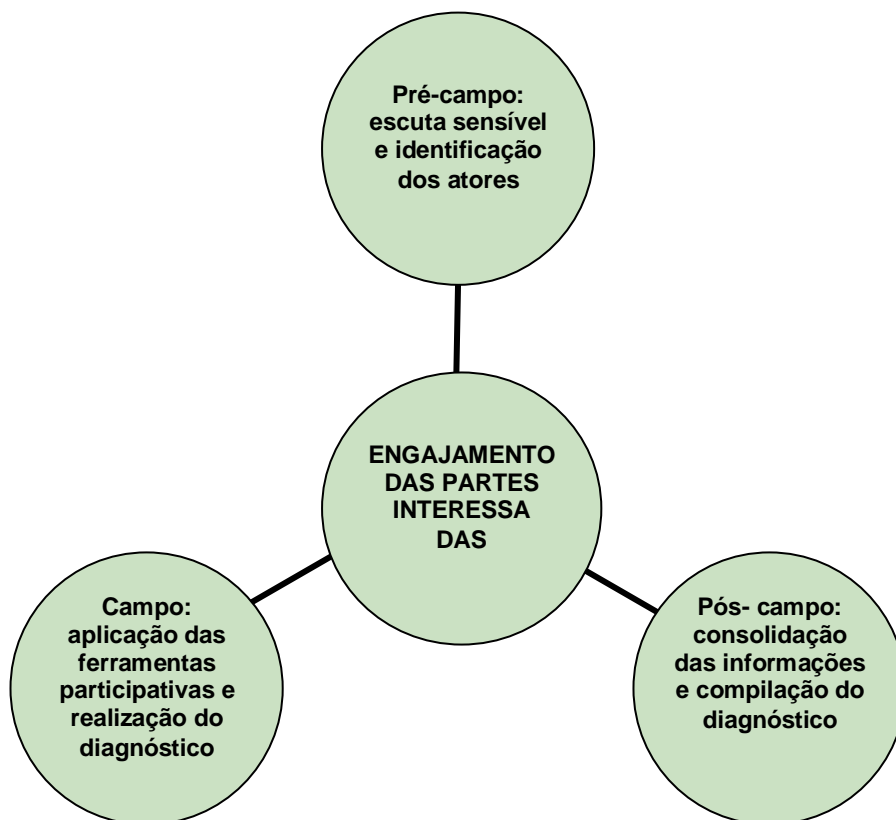 Pré-campo:
escuta sensível
e identificação
dos atores
ENGAJAMENTO
DAS PARTES
INTERESSA
DAS
Campo:
aplicação das
ferramentas
participativas e
realização do
diagnóstico
Pós- campo:
consolidação
das informações
e compilação do
diagnóstico